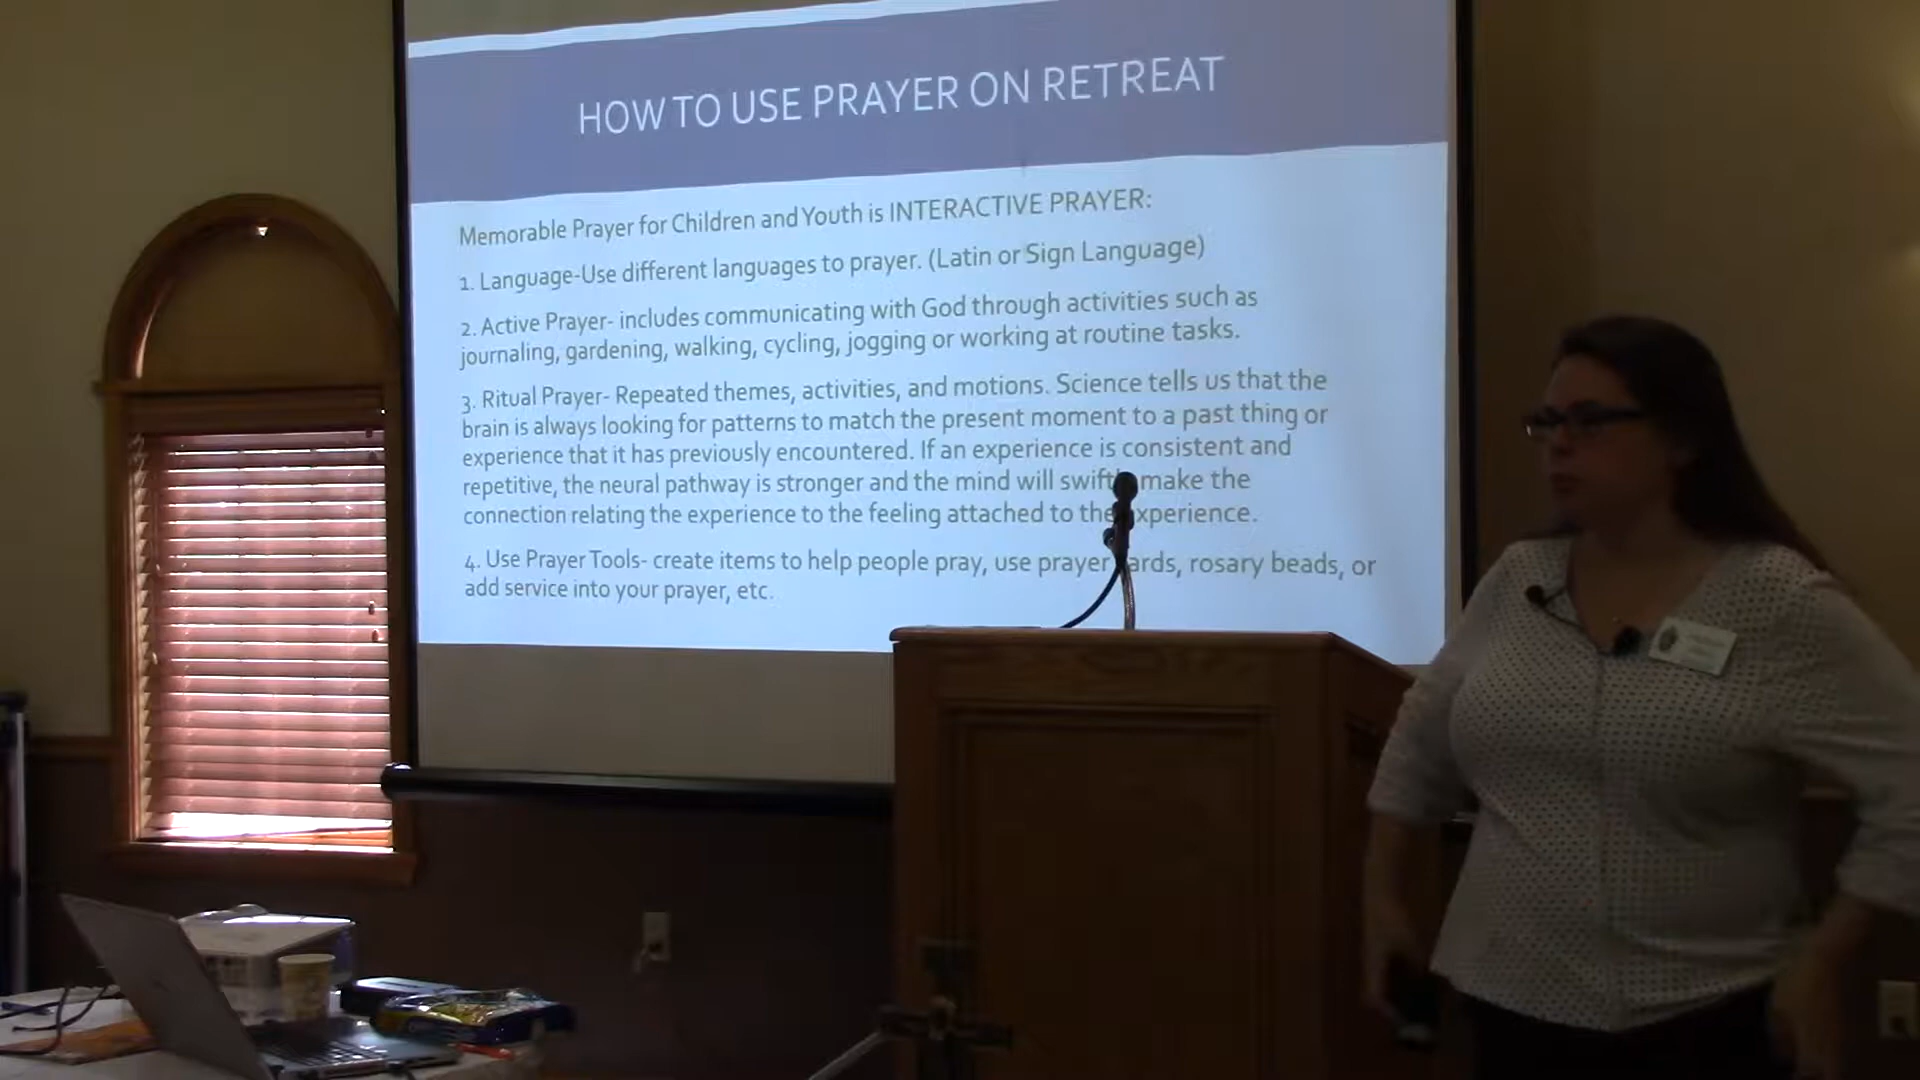 HOW TO USE PRAYER ON RETREAT
Memorable Prayer for Children and Youth is INTERACTIVE PRAYER:
1. Language-Use different languages to prayer. (Latin or Sign Language)
2. Active Prayer- includes communicating with God through activities such as
journaling, gardening, walking, cycling, jogging or working at routine tasks.
3. Ritual Prayer- Repeated themes, activities, and motions. Science tells us that the
brain is always looking for patterns to match the present moment to a past thing or
experience that it has previously encountered. If an experience is consistent and
repetitive, the neural pathway is stronger and the mind will swiftly make the
connection relating the experience to the feeling attached to the experience.
4. Use Prayer Tools- create items to help people pray, use prayer cards, rosary beads, or
add service into your prayer, etc.